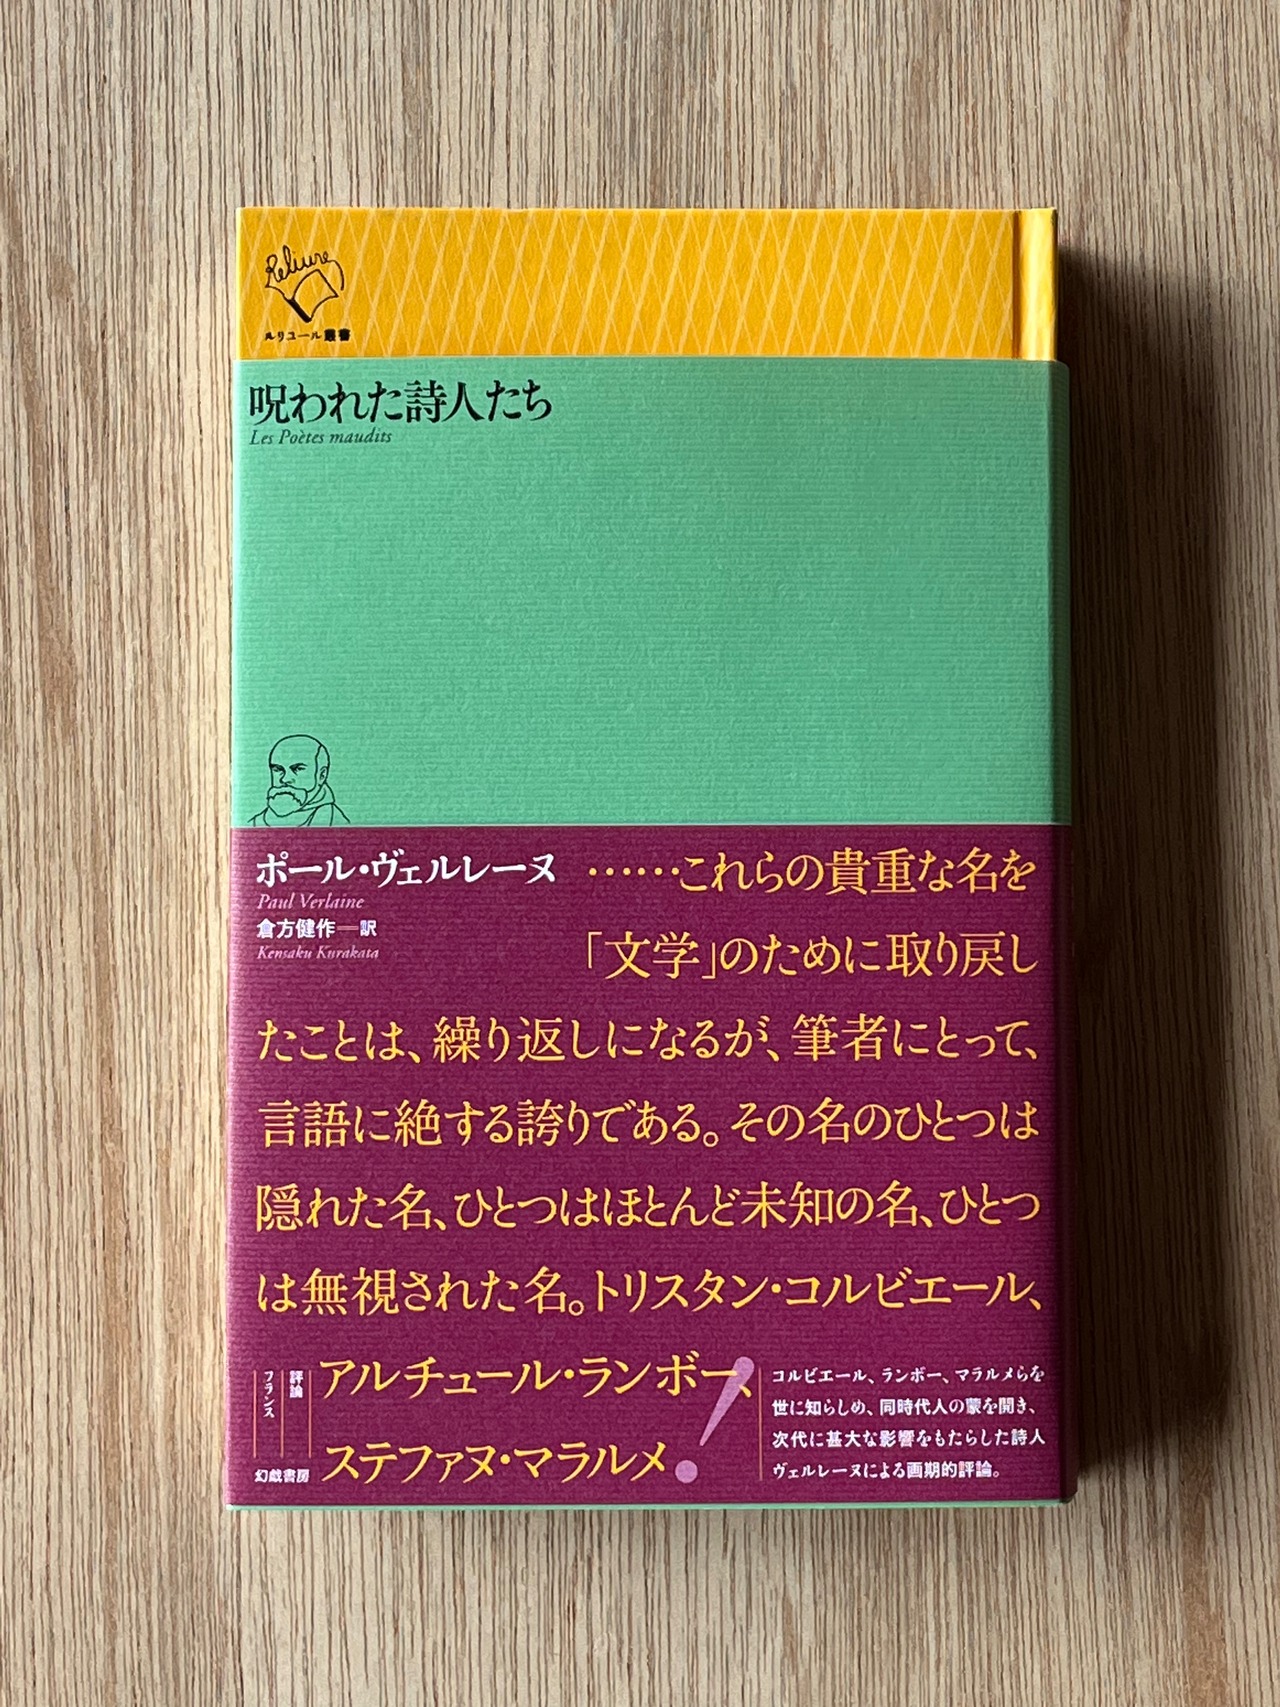 Reliure
ルリユール叢書
呪われた詩人たち
Les Poètes maudits
ポール・ヴェルレーヌ
Paul Verlaine
倉方健作―訳
Kensaku Kurakata
……これらの貴重な名を
「文学」のために取り戻し
たことは、繰り返しになるが、筆者にとって、
言語に絶する誇りである。その名のひとつは
隠れた名、ひとつはほとんど未知の名、ひとつ
は無視された名。トリスタン・コルビエール、
アルチュール・ランボー、
ステファヌ・マラルメ!
評論
フランス
幻戯書房
コルビエール、ランボー、マラルメらを
世に知らしめ、同時代人の蒙を開き、
次代に甚大な影響をもたらした詩人
ヴェルレーヌによる画期的評論。